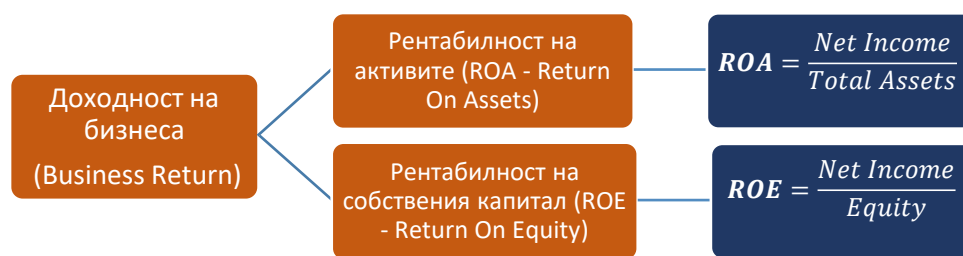 Доходност на
бизнеса
(Business Return)
Рентабилност на
активите (ROA - Return
On Assets)
ROA = Net Income / Total Assets
Рентабилност на
собствения капитал (ROE
- Return On Equity)
ROE = Net Income / Equity